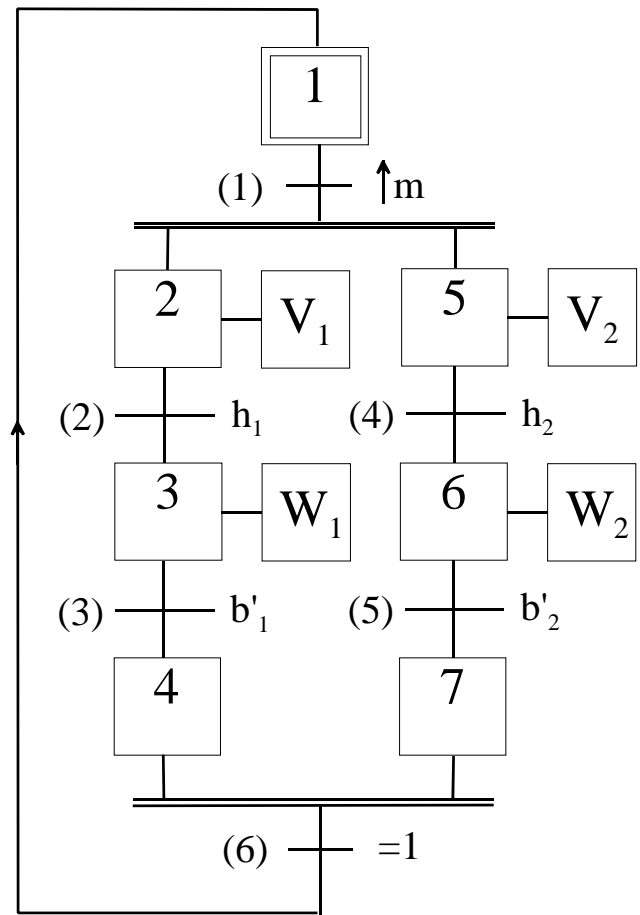 1
(1) ↑m
2 V₁ 5 V₂
(2) h₁ (4) h₂
3 W₁ 6 W₂
(3) b'₁ (5) b'₂
4 7
(6) =1